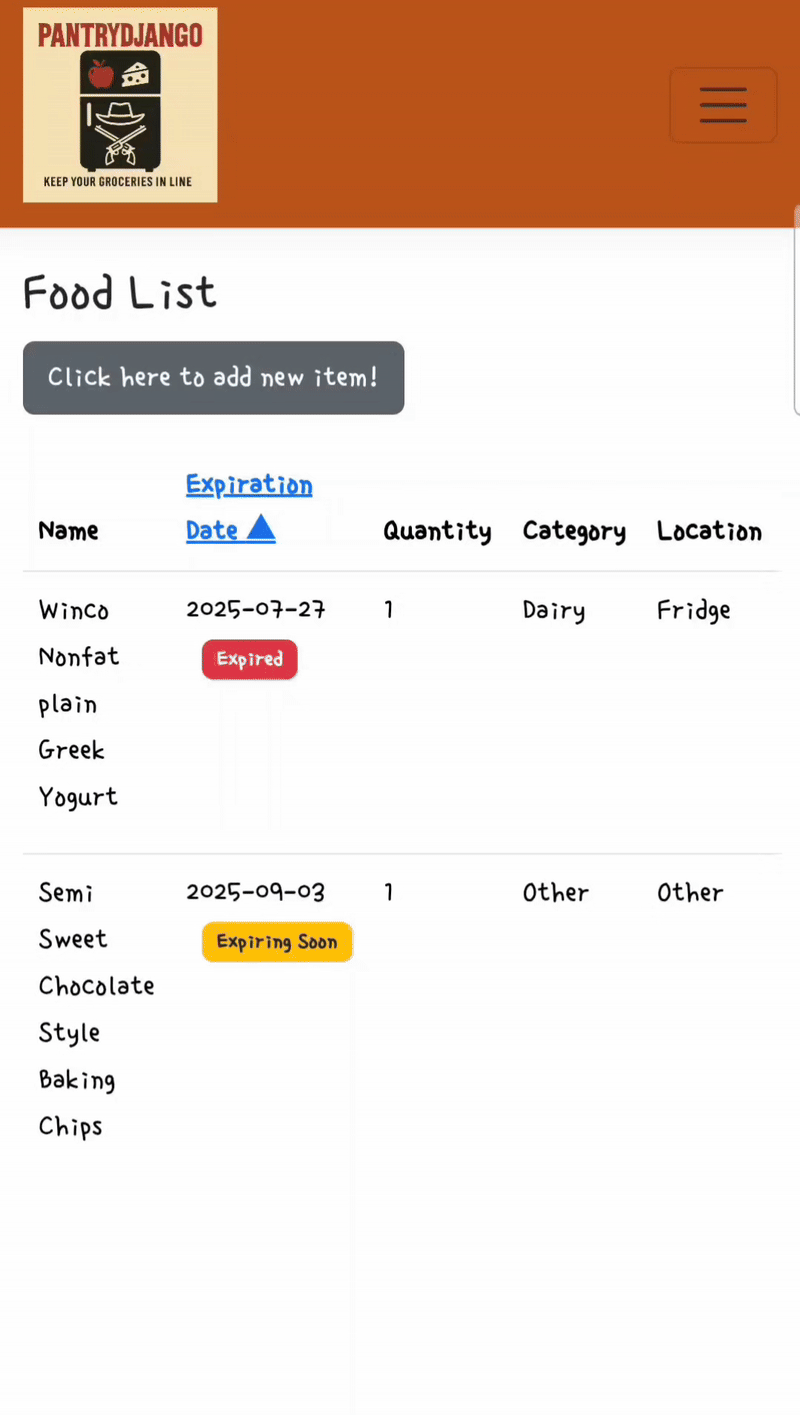 PANTRYDJANGO
KEEP YOUR GROCERIES IN LINE
Food List
Click here to add new item!
Name
Expiration
Date ▲
Quantity
Category
Location
Winco
Nonfat
plain
Greek
Yogurt
2025-07-27
Expired
1
Dairy
Fridge
Semi
Sweet
Chocolate
Style
Baking
Chips
2025-09-03
Expiring Soon
1
Other
Other